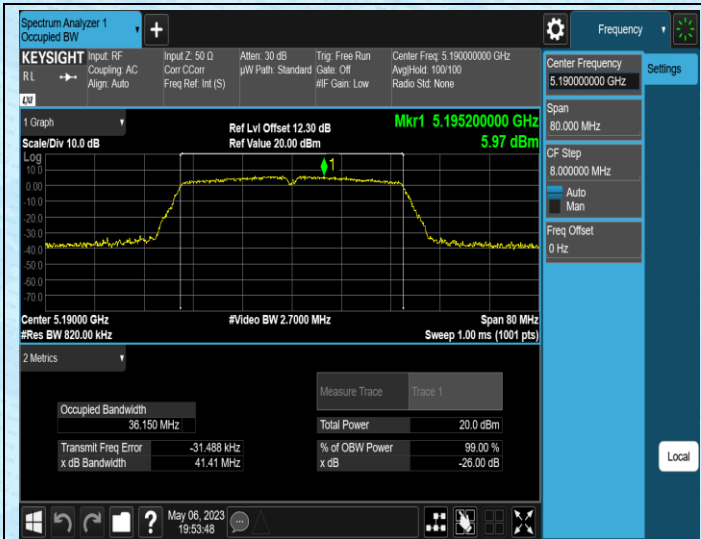 Spectrum Analyzer 1
Occupied BW
+
Frequency
KEYSIGHT
RL
LXI
Input: RF
Coupling: AC
Align: Auto
Input Z: 50 Ω
Corr CCorr
Freq Ref: Int (S)
Atten: 30 dB
µW Path: Standard
Trig: Free Run
Gate: Off
#IF Gain: Low
Center Freq: 5.190000000 GHz
Avg|Hold: 100/100
Radio Std: None
Center Frequency
5.190000000 GHz
Settings
Span
80.000 MHz
CF Step
8.000000 MHz
Auto
Man
Freq Offset
0 Hz
Local
1 Graph
Scale/Div 10.0 dB
Ref Lvl Offset 12.30 dB
Ref Value 20.00 dBm
Mkr1 5.195200000 GHz
5.97 dBm
Log
1
10.0
0.00
-10.0
-20.0
-30.0
-40.0
-50.0
-60.0
-70.0
Center 5.19000 GHz
#Res BW 820.00 kHz
#Video BW 2.7000 MHz
Span 80 MHz
Sweep 1.00 ms (1001 pts)
2 Metrics
Measure Trace
Trace 1
Occupied Bandwidth
36.150 MHz
Total Power
20.0 dBm
Transmit Freq Error
-31.488 kHz
% of OBW Power
99.00 %
x dB Bandwidth
41.41 MHz
x dB
-26.00 dB
?
May 06, 2023
19:53:48